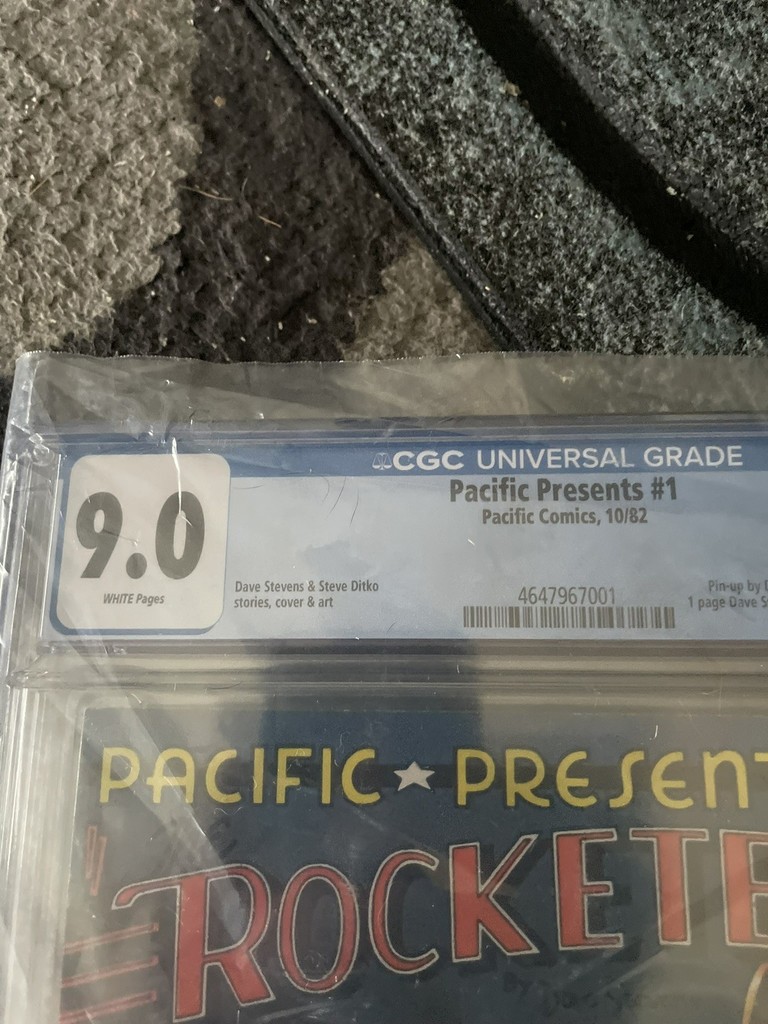 CGC UNIVERSAL GRADE
9.0
WHITE Pages
Pacific Presents #1
Pacific Comics, 10/82
Dave Stevens & Steve Ditko
stories, cover & art
4647967001
Pin-up by
1 page Dave
PACIFIC ★ PRESENT
ROCKETE